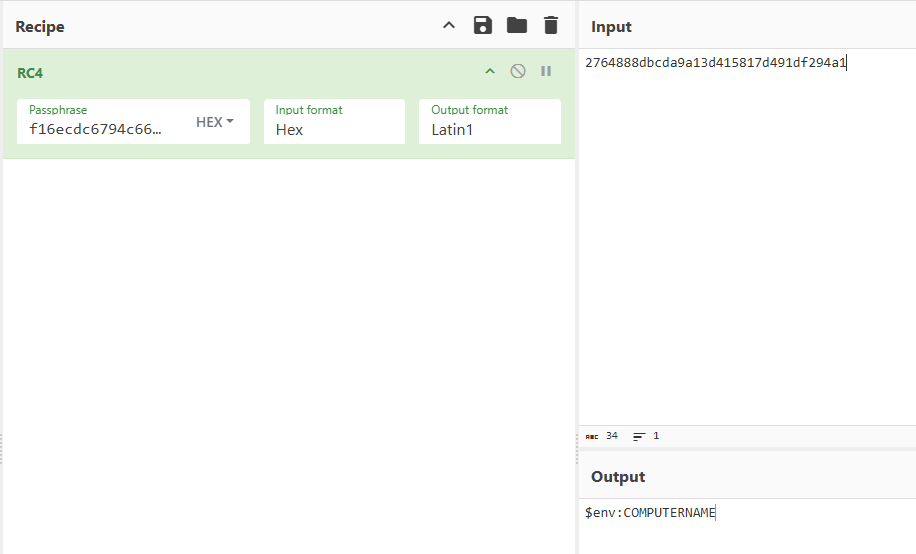 Recipe
RC4
Passphrase
f16ecdc6794c66…
HEX
Input format
Hex
Output format
Latin1
Input
2764888dbcda9a13d415817d491df294a1
ABC 34 1
Output
$env:COMPUTERNAME